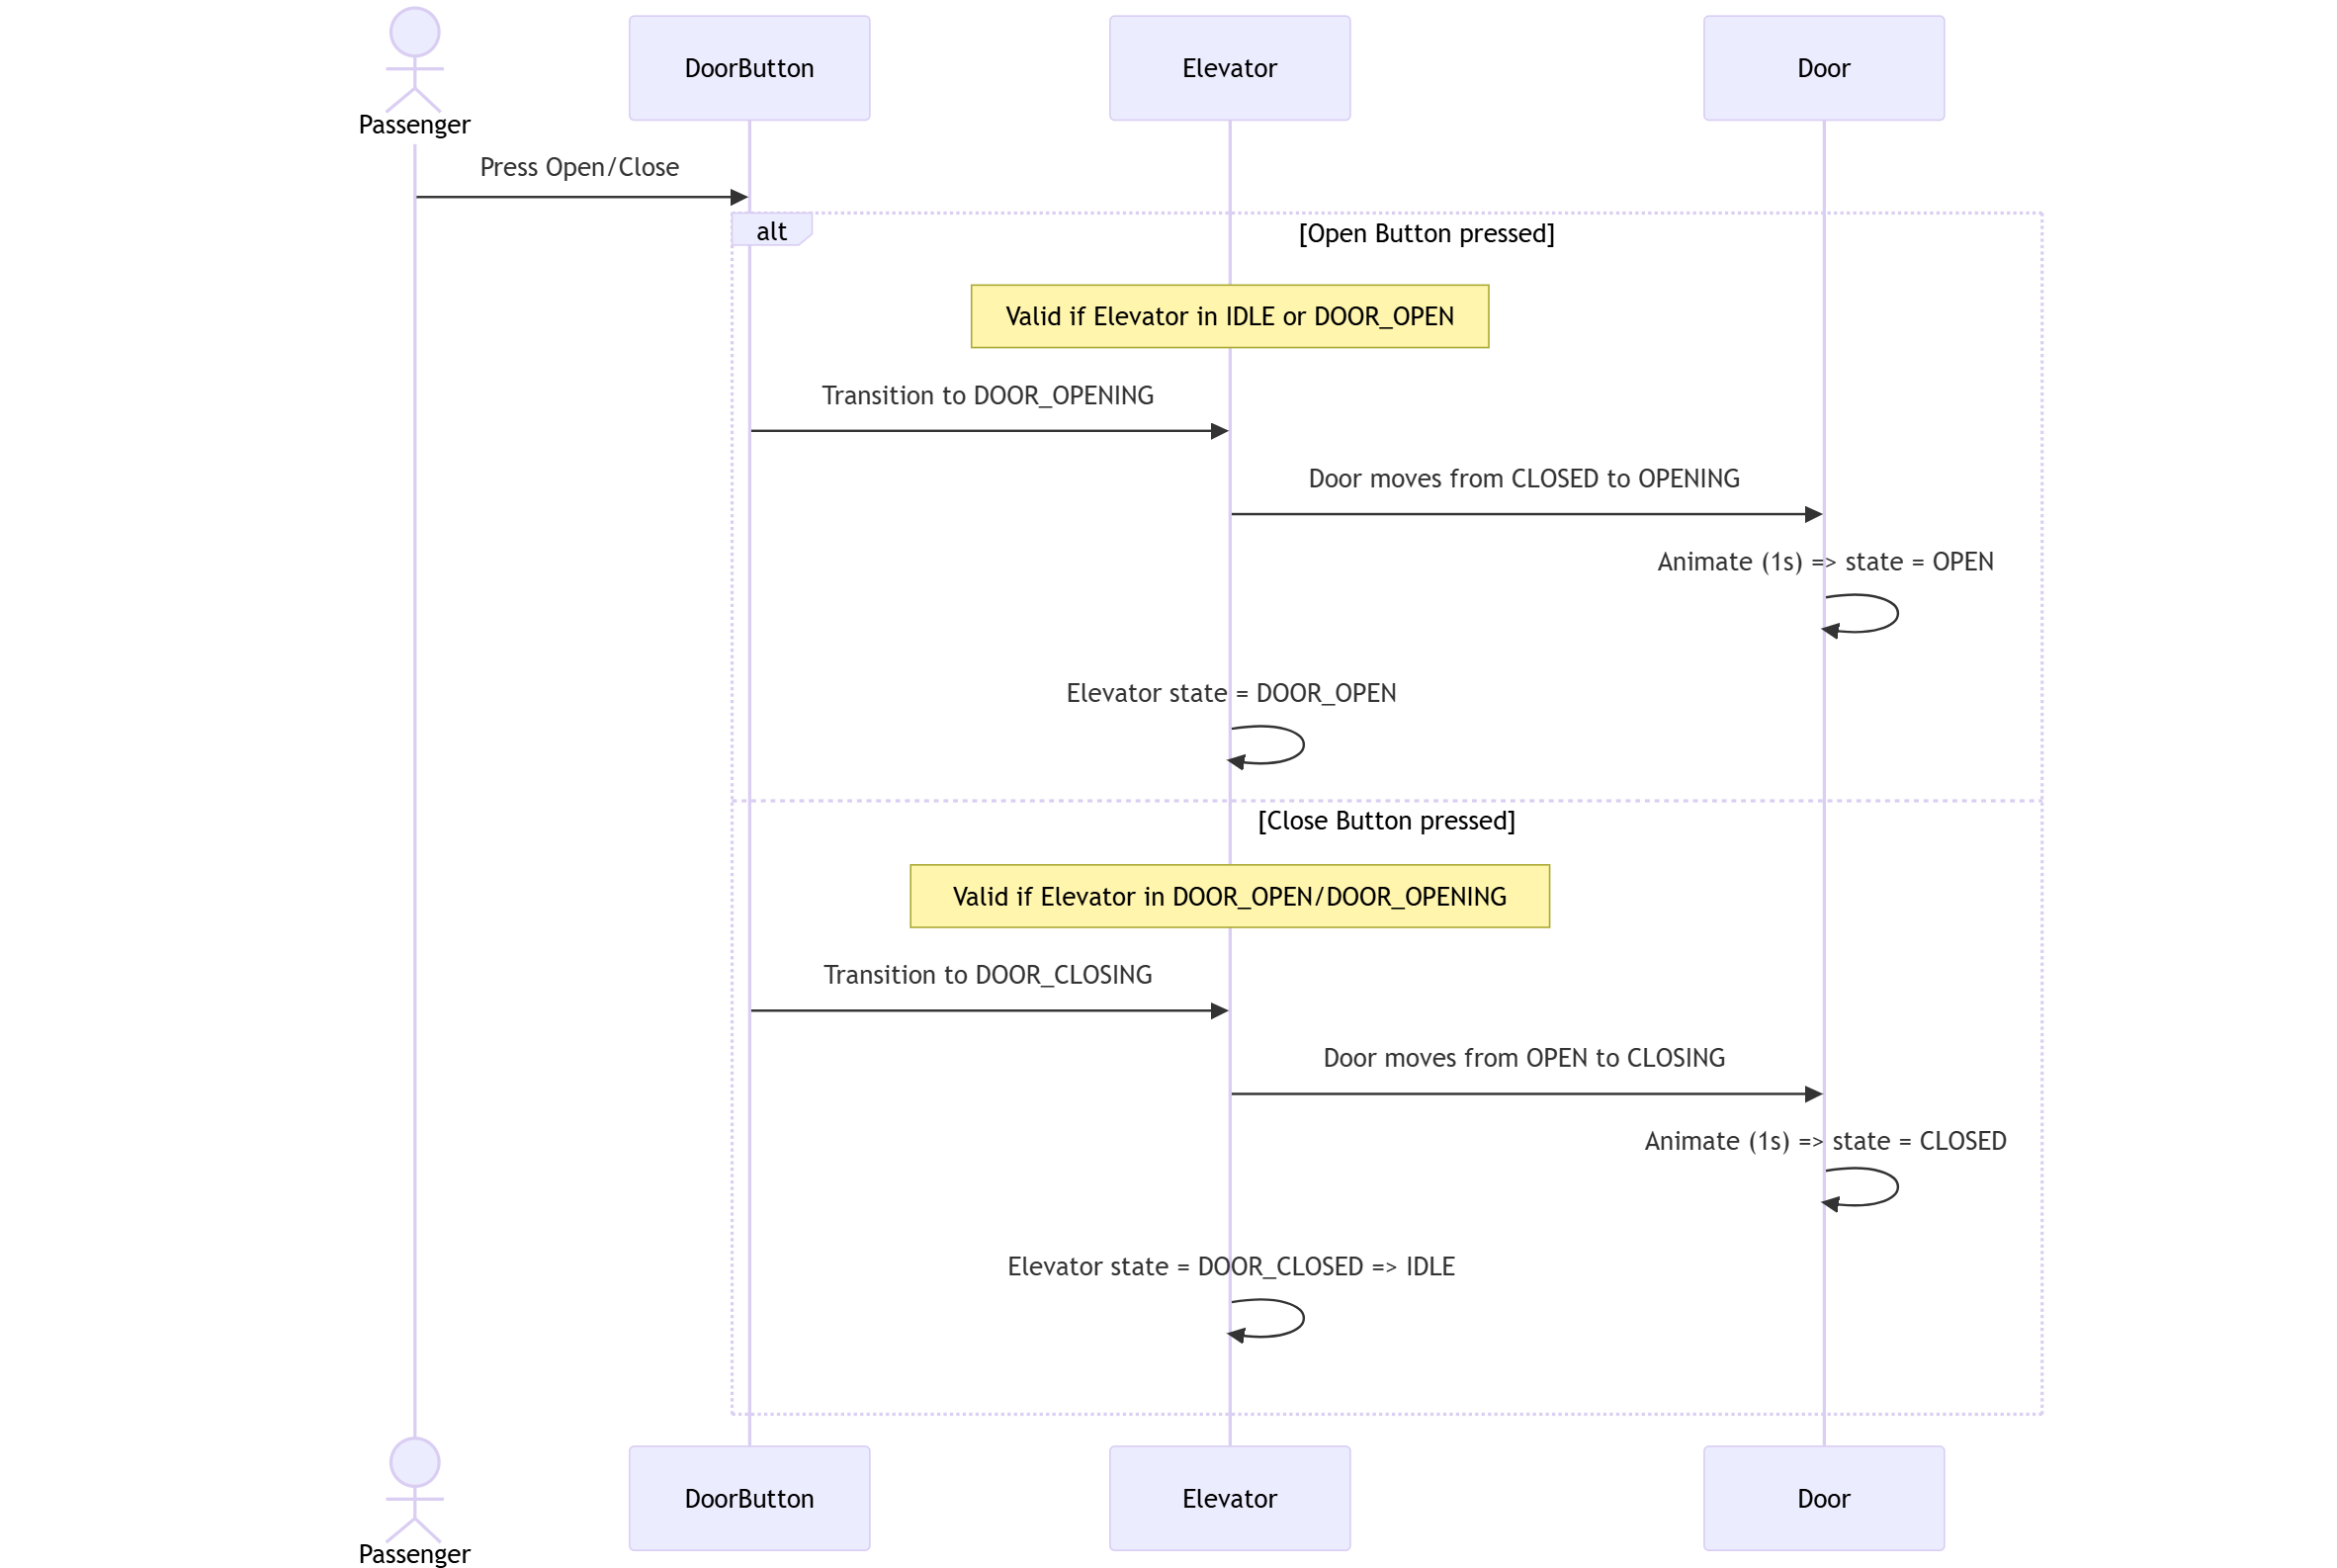 Passenger
DoorButton
Elevator
Door
Press Open/Close
alt
[Open Button pressed]
Valid if Elevator in IDLE or DOOR_OPEN
Transition to DOOR_OPENING
Door moves from CLOSED to OPENING
Animate (1s) => state = OPEN
Elevator state = DOOR_OPEN
[Close Button pressed]
Valid if Elevator in DOOR_OPEN/DOOR_OPENING
Transition to DOOR_CLOSING
Door moves from OPEN to CLOSING
Animate (1s) => state = CLOSED
Elevator state = DOOR_CLOSED => IDLE
Passenger
DoorButton
Elevator
Door